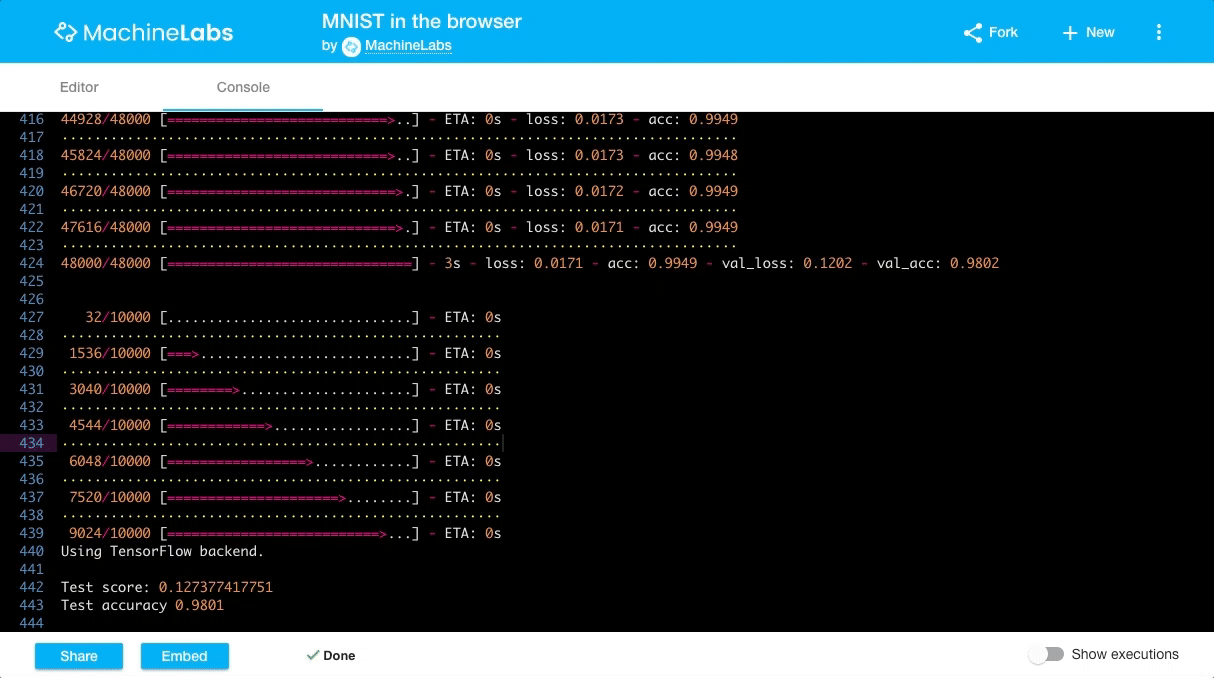 MachineLabs
MNIST in the browser
by MachineLabs
Fork
New
Editor
Console
416 44928/48000 [===========================>..] - ETA: 0s - loss: 0.0173 - acc: 0.9949
417 ...................................................................................
418 45824/48000 [===========================>..] - ETA: 0s - loss: 0.0173 - acc: 0.9948
419 ...................................................................................
420 46720/48000 [============================>.] - ETA: 0s - loss: 0.0172 - acc: 0.9949
421 ...................................................................................
422 47616/48000 [============================>.] - ETA: 0s - loss: 0.0171 - acc: 0.9949
423 ...................................................................................
424 48000/48000 [==============================] - 3s - loss: 0.0171 - acc: 0.9949 - val_loss: 0.1202 - val_acc: 0.9802
425
426
427    32/10000 [..............................] - ETA: 0s
428 ......................................................
429  1536/10000 [===>..........................] - ETA: 0s
430 ......................................................
431  3040/10000 [========>.....................] - ETA: 0s
432 ......................................................
433  4544/10000 [============>.................] - ETA: 0s
434 ......................................................
435  6048/10000 [=================>............] - ETA: 0s
436 ......................................................
437  7520/10000 [=====================>........] - ETA: 0s
438 ......................................................
439  9024/10000 [==========================>...] - ETA: 0s
440 Using TensorFlow backend.
441
442 Test score: 0.127377417751
443 Test accuracy 0.9801
444
Share
Embed
Done
Show executions